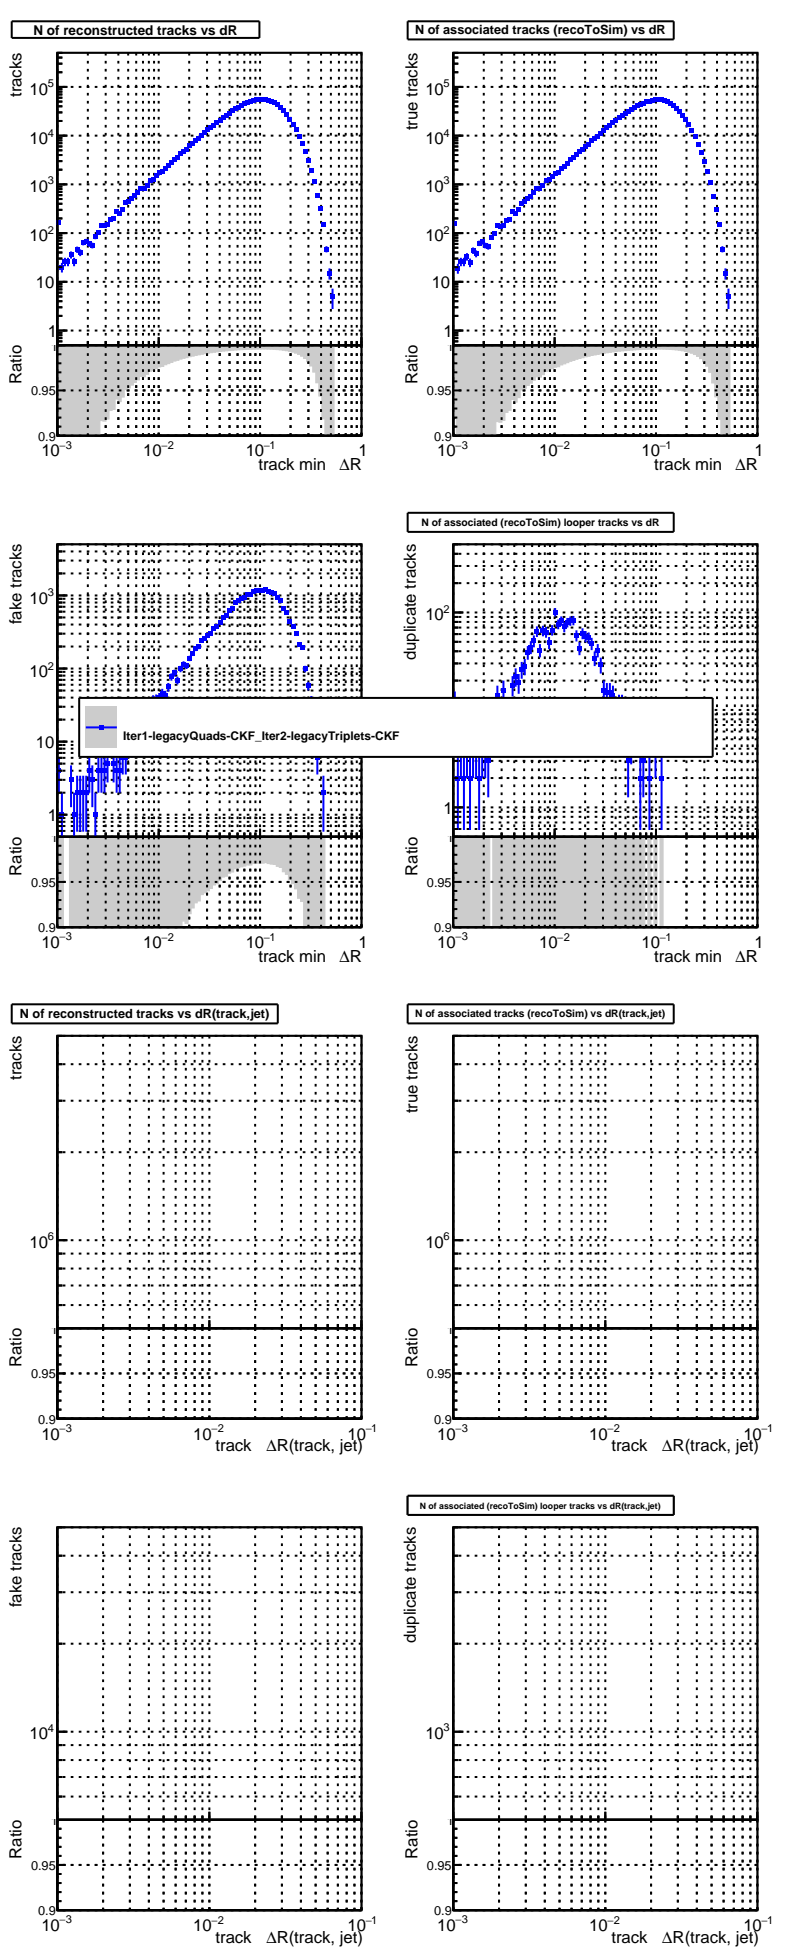 N of reconstructed tracks vs dR
tracks
10^5
10^4
10^3
10^2
10
1
Ratio
0.95
0.9
10^−3 10^−2 10^−1 1
track min ΔR
N of associated tracks (recoToSim) vs dR
true tracks
10^5
10^4
10^3
10^2
10
1
Ratio
0.95
0.9
10^−3 10^−2 10^−1 1
track min ΔR
fake tracks
10^3
10^2
10
1
Ratio
0.95
0.9
10^−3 10^−2 10^−1 1
track min ΔR
N of associated (recoToSim) looper tracks vs dR
duplicate tracks
10^2
1
Ratio
0.95
0.9
10^−3 10^−2 10^−1 1
track min ΔR
Iter1-legacyQuads-CKF_Iter2-legacyTriplets-CKF
N of reconstructed tracks vs dR(track,jet)
tracks
10^6
Ratio
0.95
0.9
10^−3 10^−2 10^−1
track ΔR(track, jet)
N of associated tracks (recoToSim) vs dR(track,jet)
true tracks
10^6
Ratio
0.95
0.9
10^−3 10^−2 10^−1
track ΔR(track, jet)
fake tracks
10^4
Ratio
0.95
0.9
10^−3 10^−2 10^−1
track ΔR(track, jet)
N of associated (recoToSim) looper tracks vs dR(track,jet)
duplicate tracks
10^3
Ratio
0.95
0.9
10^−3 10^−2 10^−1
track ΔR(track, jet)